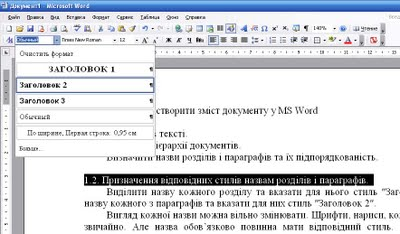 Документ1 - Microsoft Word
Вид
Вставка
Формат
Сервис
Таблица
Окно
Справка
100%
Чтение
Обычный
Times New Roman
12
Очистить формат
ЗАГОЛОВОК 1
Заголовок 2
Заголовок 3
Обычный
По ширине, Первая строка: 0,95 см
Больше...
створити зміст документу у MS Word
в тексті.
ієрархії документів.
Визначити назви розділів і параграфів та їх підпорядкованість.
1.2. Призначення відповідних стилів назвам розділів і параграфів.
Виділити назву кожного розділу та вказати для нього стиль "Заг
назву кожного з параграфів та вказати для них стиль "Заголовок 2".
Вигляд кожної назви можна вільно змінювати. Шрифти, нариси, ко
звичайно. Але назва обов'язково повинна мати відповідний стиль.